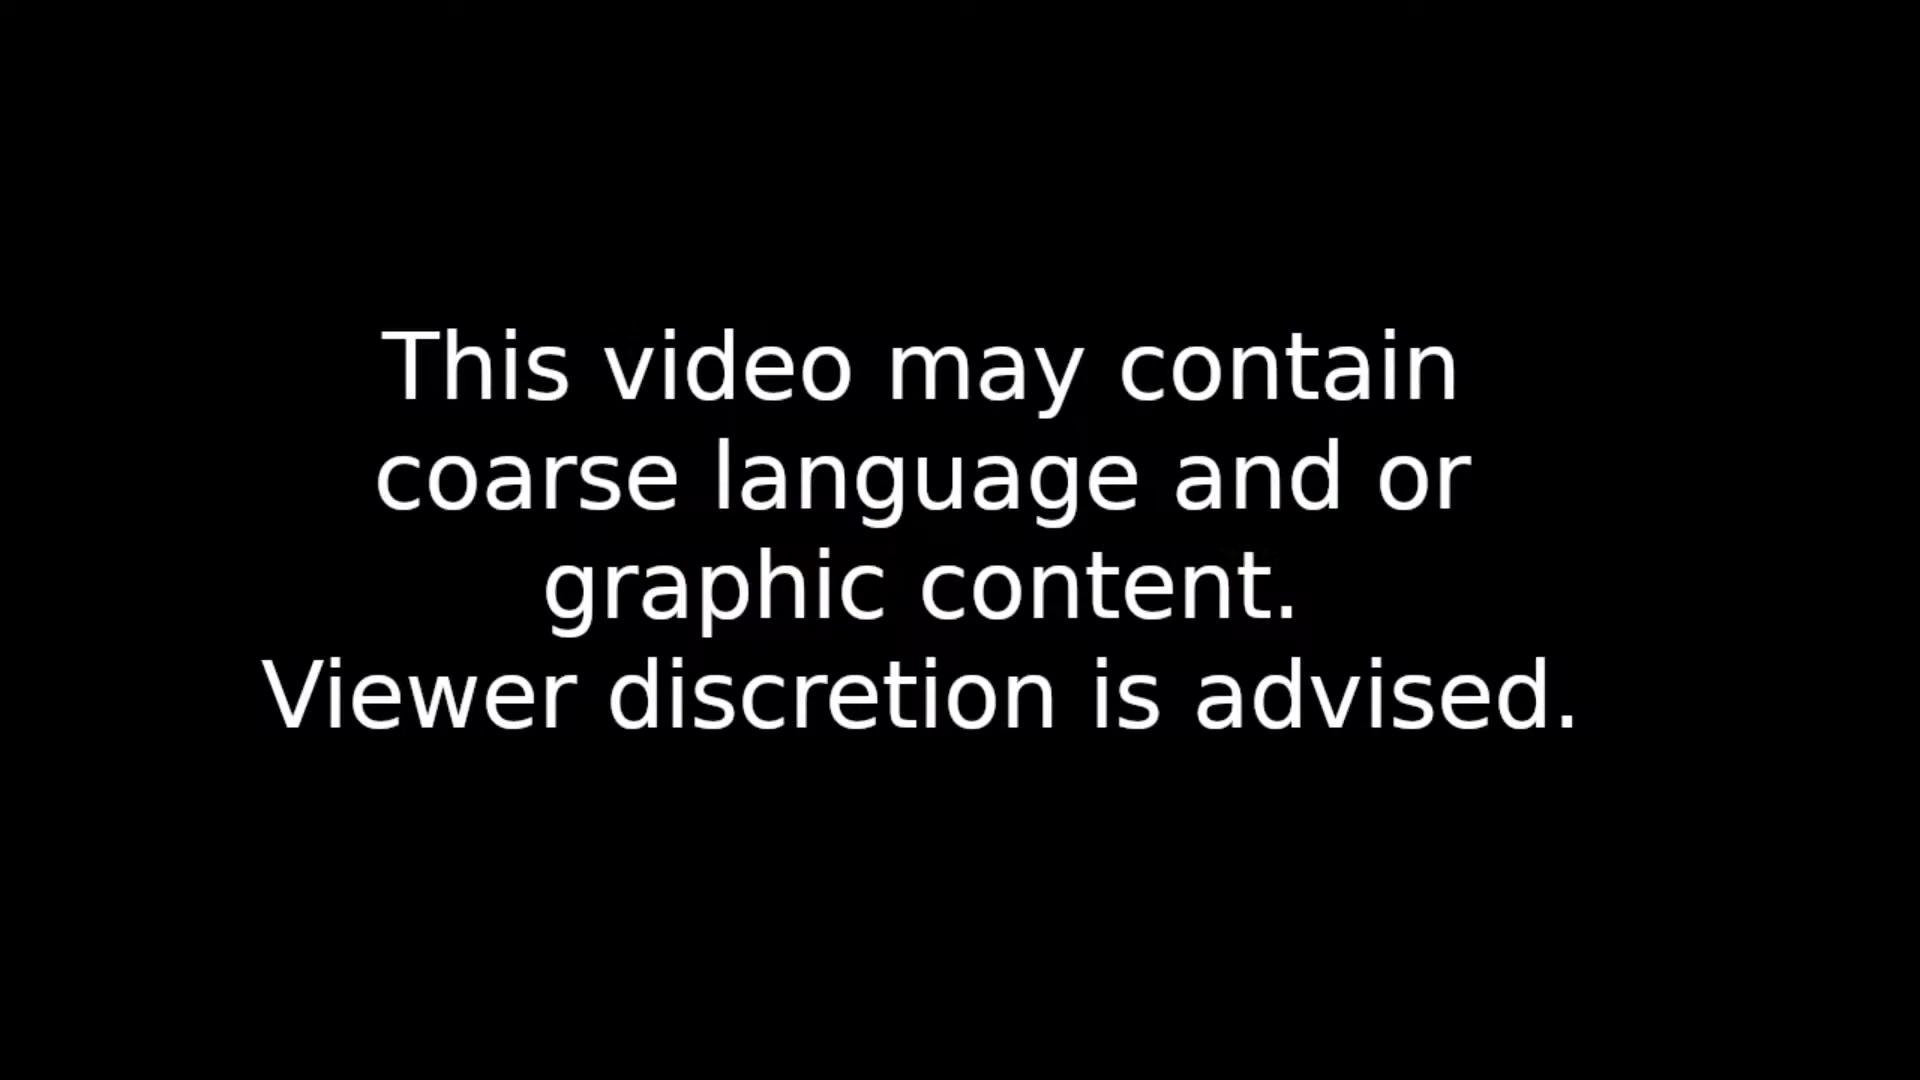 This video may contain
coarse language and or
graphic content.
Viewer discretion is advised.